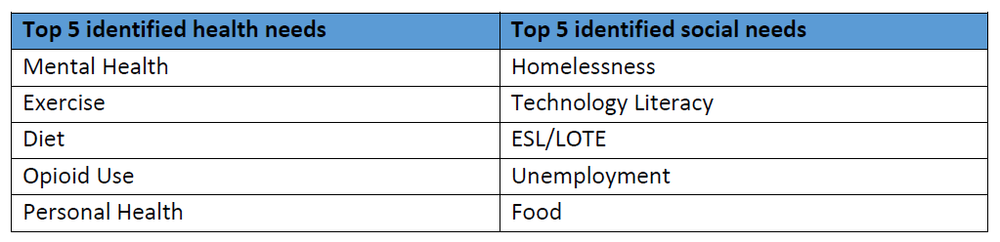 Top 5 identified health needs Top 5 identified social needs
Mental Health Homelessness
Exercise Technology Literacy
Diet ESL/LOTE
Opioid Use Unemployment
Personal Health Food